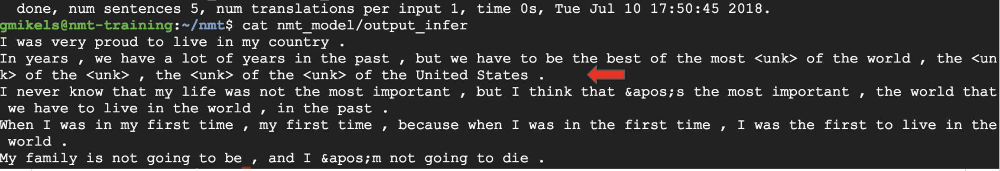 done, num sentences 5, num translations per input 1, time 0s, Tue Jul 10 17:50:45 2018.
gmikels@nmt-training:~/nmt$ cat nmt_model/output_infer
I was very proud to live in my country .
In years , we have a lot of years in the past , but we have to be the best of the most <unk> of the world , the <un
k> of the <unk> , the <unk> of the <unk> of the United States .
I never know that my life was not the most important , but I think that &apos;s the most important , the world that
we have to live in the world , in the past .
When I was in my first time , my first time , because when I was in the first time , I was the first to live in the
world .
My family is not going to be , and I &apos;m not going to die .